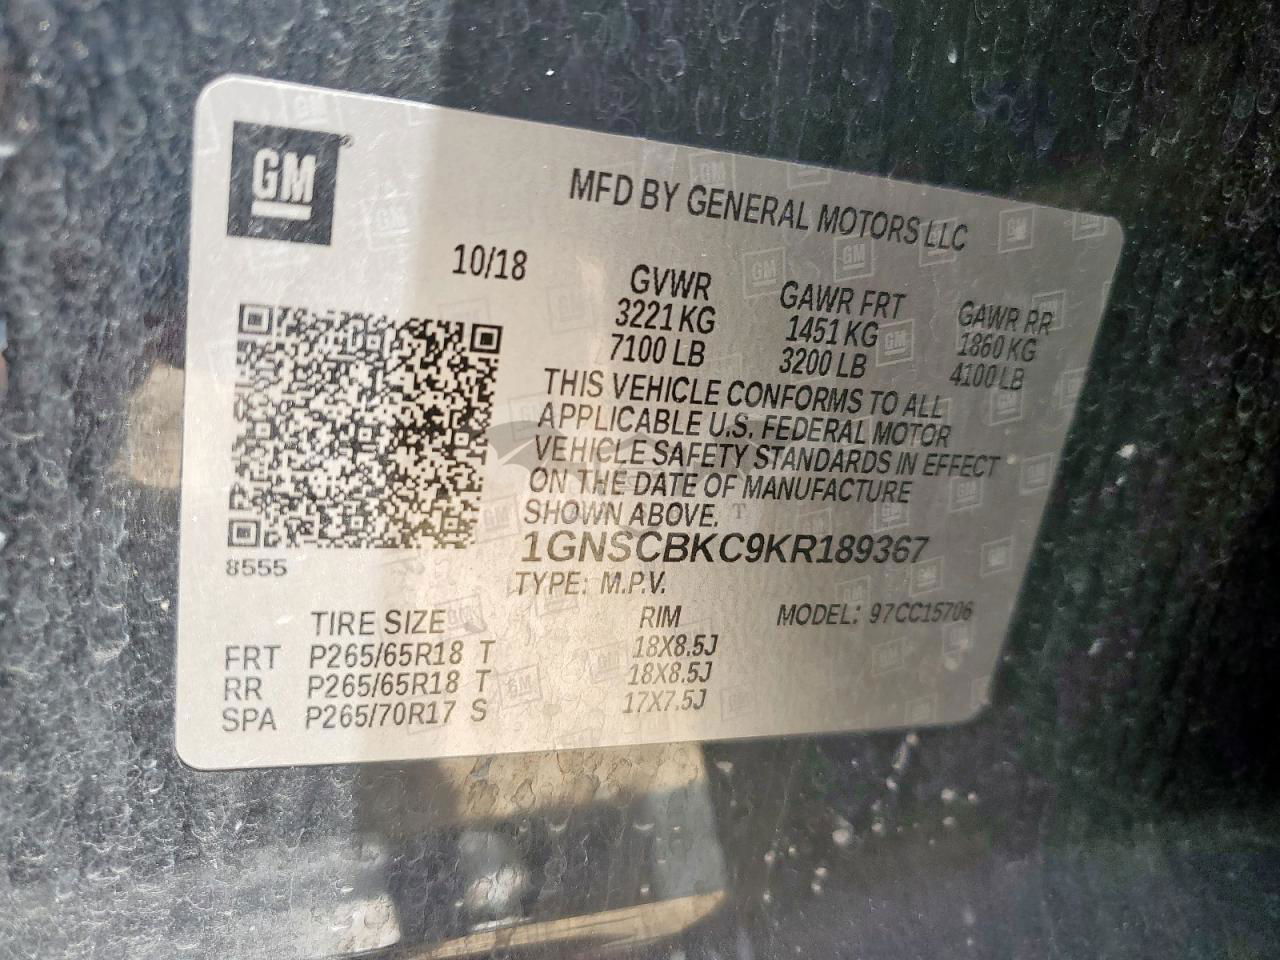 GM
MFD BY GENERAL MOTORS LLC
10/18
GVWR GAWR FRT GAWR RR
3221 KG 1451 KG 1860 KG
7100 LB 3200 LB 4100 LB
THIS VEHICLE CONFORMS TO ALL
APPLICABLE U.S. FEDERAL MOTOR
VEHICLE SAFETY STANDARDS IN EFFECT
ON THE DATE OF MANUFACTURE
SHOWN ABOVE.
1GNSCBKC9KR189367
8555
TYPE: M.P.V.
MODEL: 97CC15706
TIRE SIZE RIM
FRT P265/65R18 T 18X8.5J
RR P265/65R18 T 18X8.5J
SPA P265/70R17 S 17X7.5J